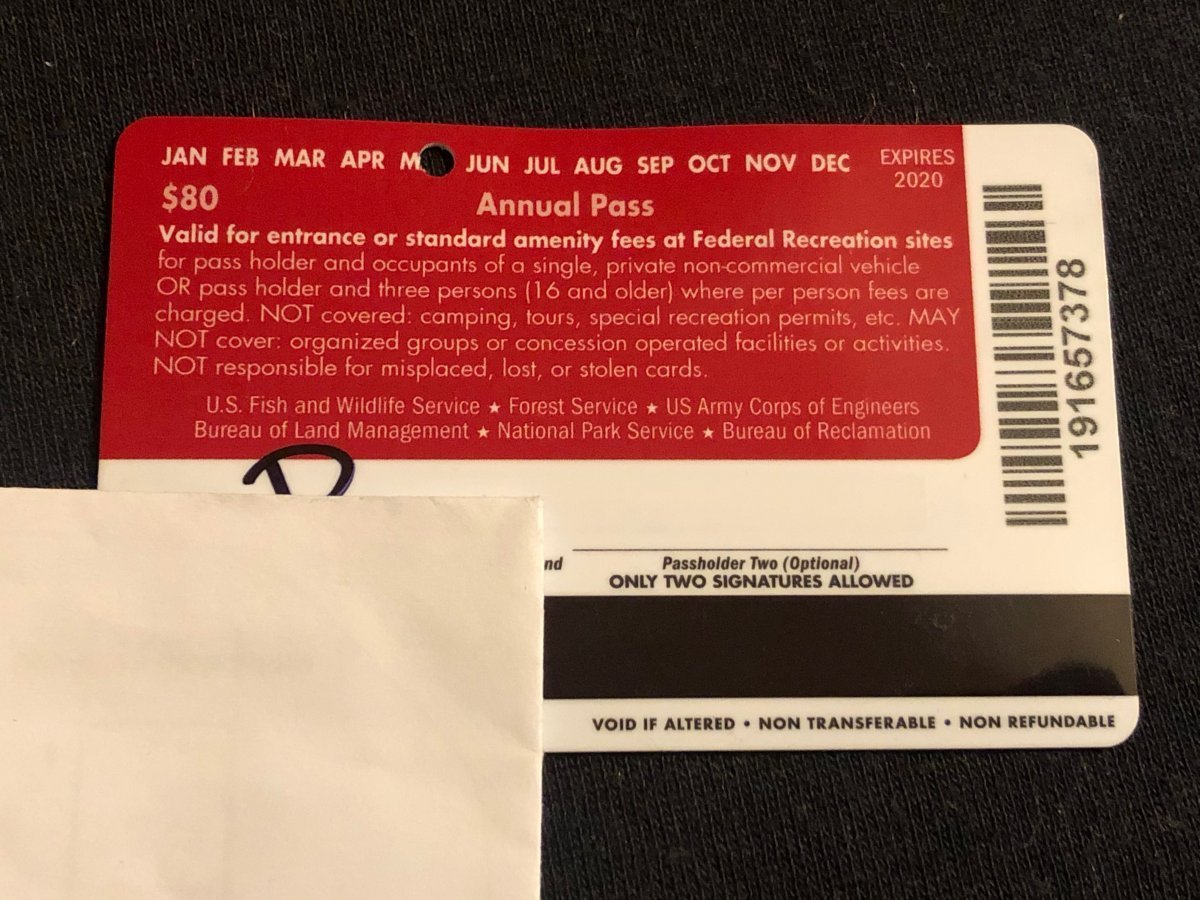 JAN FEB MAR APR M JUN JUL AUG SEP OCT NOV DEC
EXPIRES
2020
$80
Annual Pass
Valid for entrance or standard amenity fees at Federal Recreation sites
for pass holder and occupants of a single, private non-commercial vehicle
OR pass holder and three persons (16 and older) where per person fees are
charged. NOT covered: camping, tours, special recreation permits, etc. MAY
NOT cover: organized groups or concession operated facilities or activities.
NOT responsible for misplaced, lost, or stolen cards.
U.S. Fish and Wildlife Service ★ Forest Service ★ US Army Corps of Engineers
Bureau of Land Management ★ National Park Service ★ Bureau of Reclamation
191657378
nd
Passholder Two (Optional)
ONLY TWO SIGNATURES ALLOWED
VOID IF ALTERED • NON TRANSFERABLE • NON REFUNDABLE